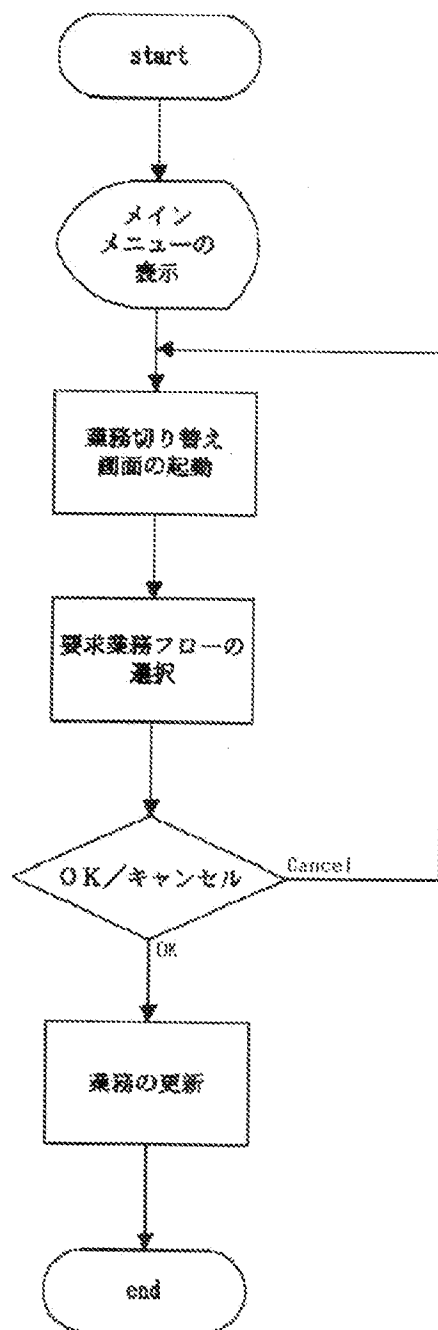 start
メイン
メニューの
表示
業務切り替え
画面の起動
要求業務フローの
選択
OK／キャンセル
Cancel
OK
業務の更新
end